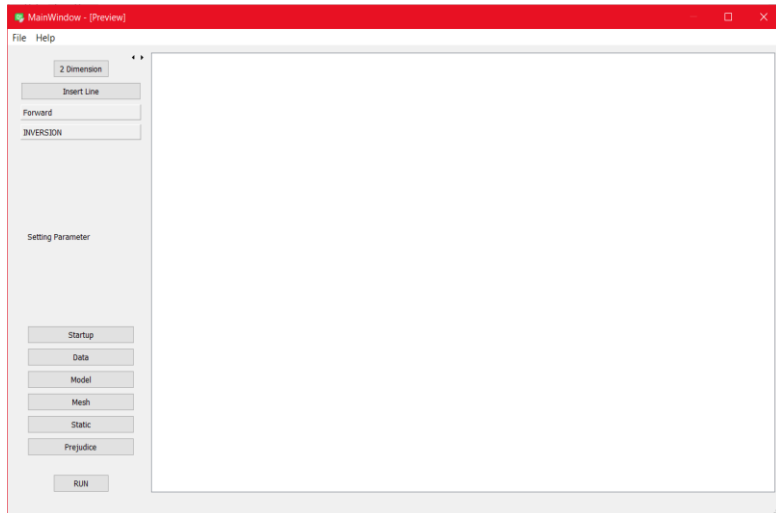 MainWindow - [Preview]
File Help
2 Dimension
Insert Line
Forward
INVERSION
Setting Parameter
Startup
Data
Model
Mesh
Static
Prejudice
RUN